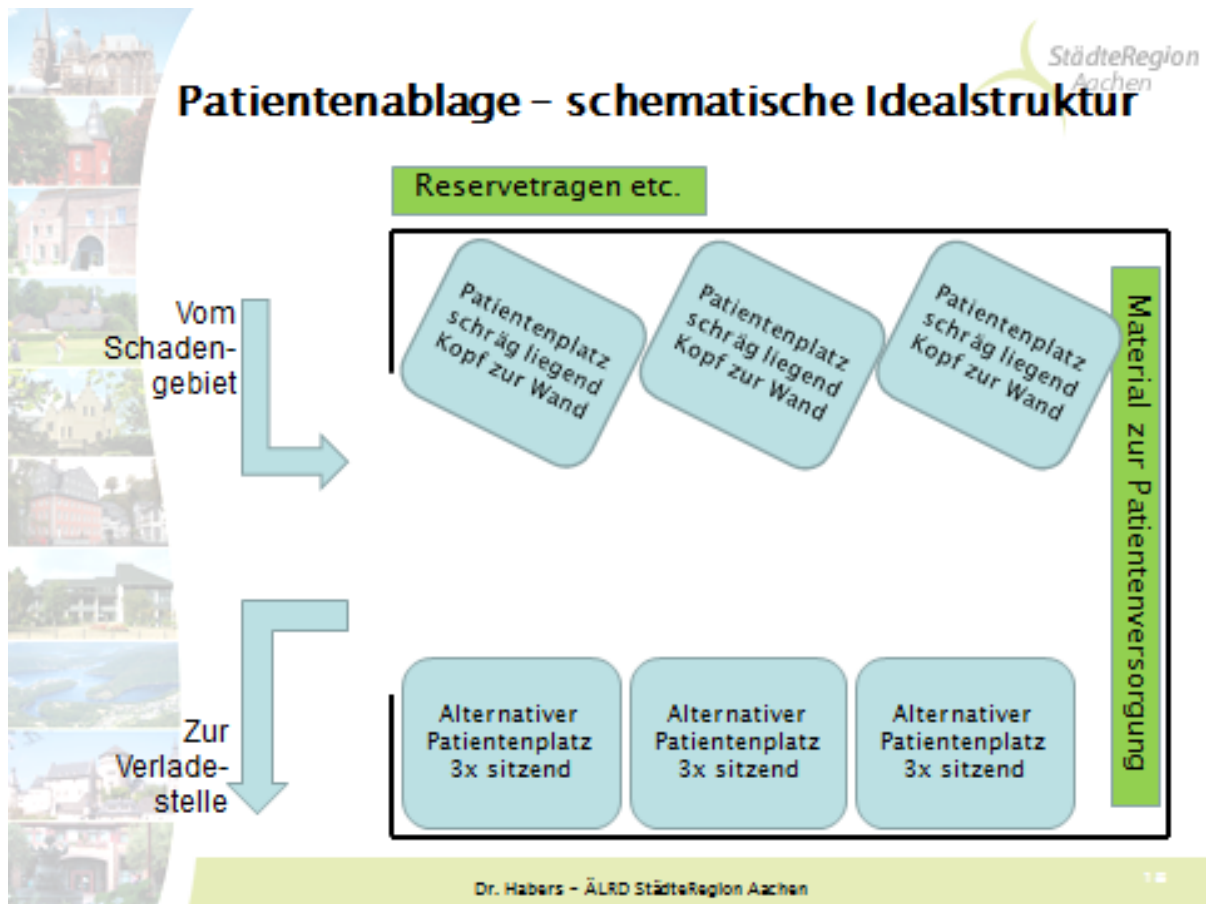 StädteRegion
Aachen
Patientenablage – schematische Idealstruktur
Reservetragen etc.
Vom
Schaden-
gebiet
Patientenplatz
schräg liegend
Kopf zur Wand
Patientenplatz
schräg liegend
Kopf zur Wand
Patientenplatz
schräg liegend
Kopf zur Wand
Material zur Patientenversorgung
Zur
Verlade-
stelle
Alternativer
Patientenplatz
3x sitzend
Alternativer
Patientenplatz
3x sitzend
Alternativer
Patientenplatz
3x sitzend
Dr. Habers – ÄLRD StädteRegion Aachen